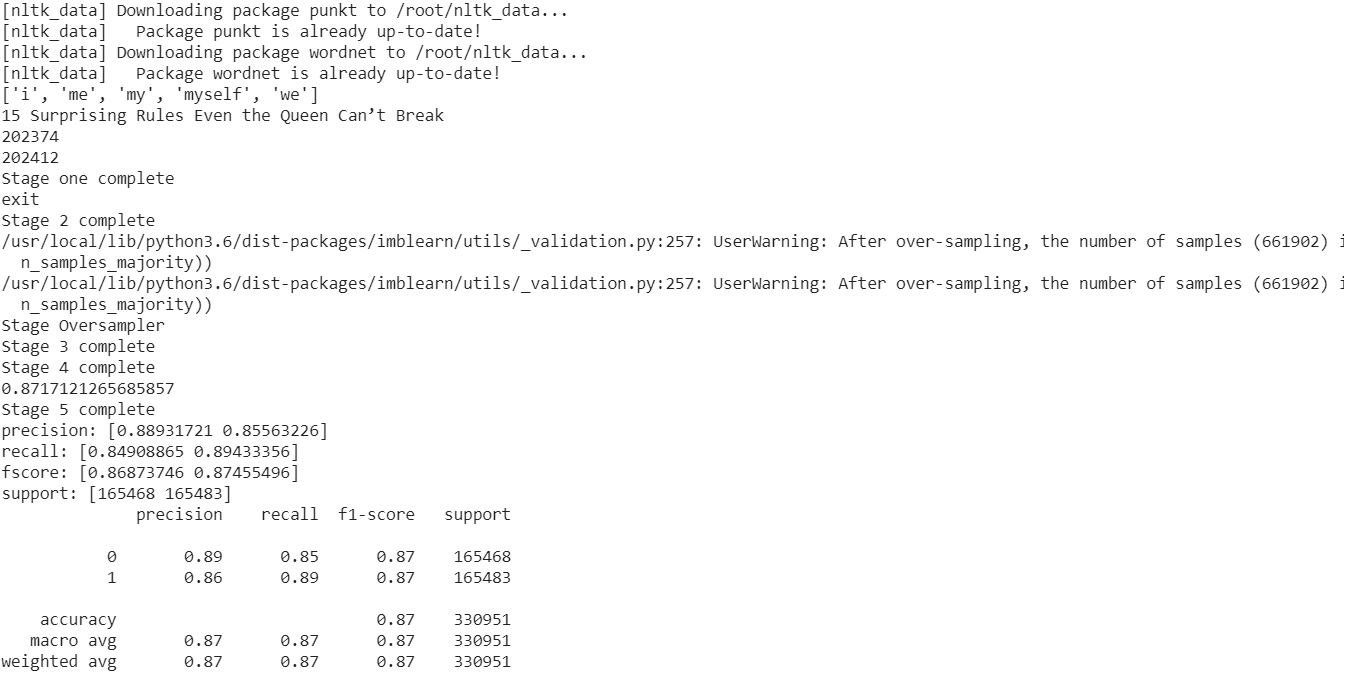 [nltk_data] Downloading package punkt to /root/nltk_data...
[nltk_data]   Package punkt is already up-to-date!
[nltk_data] Downloading package wordnet to /root/nltk_data...
[nltk_data]   Package wordnet is already up-to-date!
['i', 'me', 'my', 'myself', 'we']
15 Surprising Rules Even the Queen Can’t Break
202374
202412
Stage one complete
exit
Stage 2 complete
/usr/local/lib/python3.6/dist-packages/imblearn/utils/_validation.py:257: UserWarning: After over-sampling, the number of samples (661902) i
  n_samples_majority))
/usr/local/lib/python3.6/dist-packages/imblearn/utils/_validation.py:257: UserWarning: After over-sampling, the number of samples (661902) i
  n_samples_majority))
Stage Oversampler
Stage 3 complete
Stage 4 complete
0.8717121265685857
Stage 5 complete
precision: [0.88931721 0.85563226]
recall: [0.84908865 0.89433356]
fscore: [0.86873746 0.87455496]
support: [165468 165483]
              precision    recall  f1-score   support
           0       0.89      0.85      0.87    165468
           1       0.86      0.89      0.87    165483
    accuracy                           0.87    330951
   macro avg       0.87      0.87      0.87    330951
weighted avg       0.87      0.87      0.87    330951